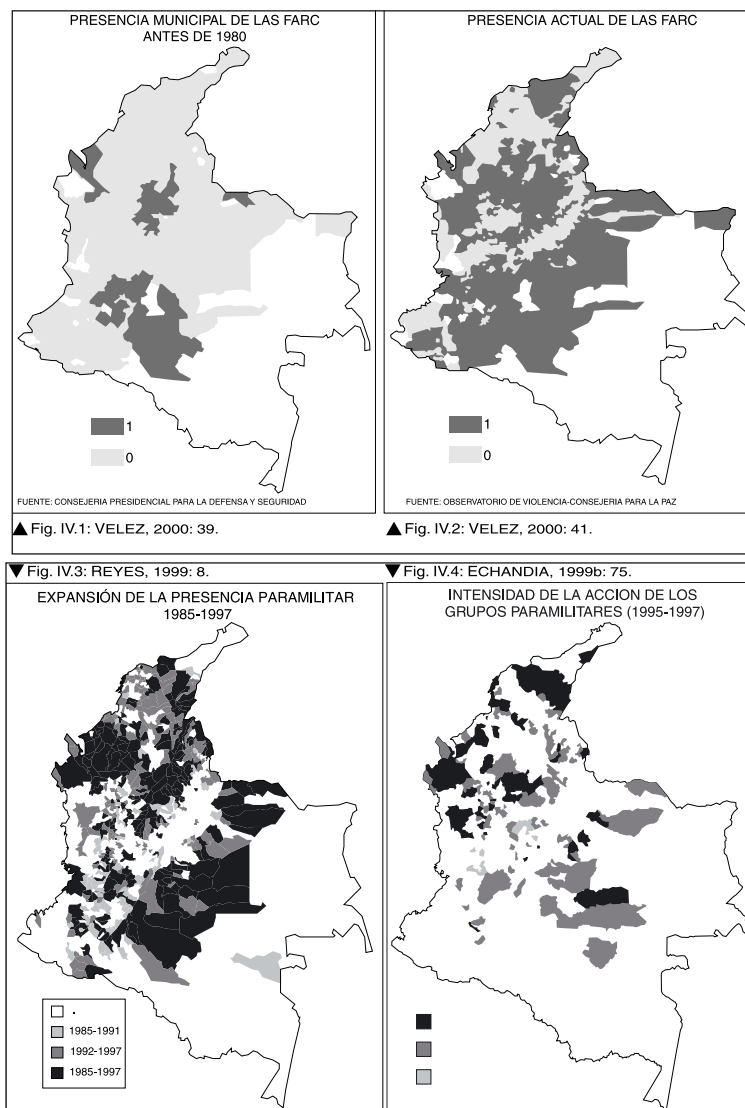 PRESENCIA MUNICIPAL DE LAS FARC
ANTES DE 1980
1
0
FUENTE: CONSEJERIA PRESIDENCIAL PARA LA DEFENSA Y SEGURIDAD
▲ Fig. IV.1: VELEZ, 2000: 39.
PRESENCIA ACTUAL DE LAS FARC
1
0
FUENTE: OBSERVATORIO DE VIOLENCIA-CONSEJERIA PARA LA PAZ
▲ Fig. IV.2: VELEZ, 2000: 41.
▼ Fig. IV.3: REYES, 1999: 8.
EXPANSIÓN DE LA PRESENCIA PARAMILITAR
1985-1997
.
1985-1991
1992-1997
1985-1997
▼ Fig. IV.4: ECHANDIA, 1999b: 75.
INTENSIDAD DE LA ACCION DE LOS
GRUPOS PARAMILITARES (1995-1997)